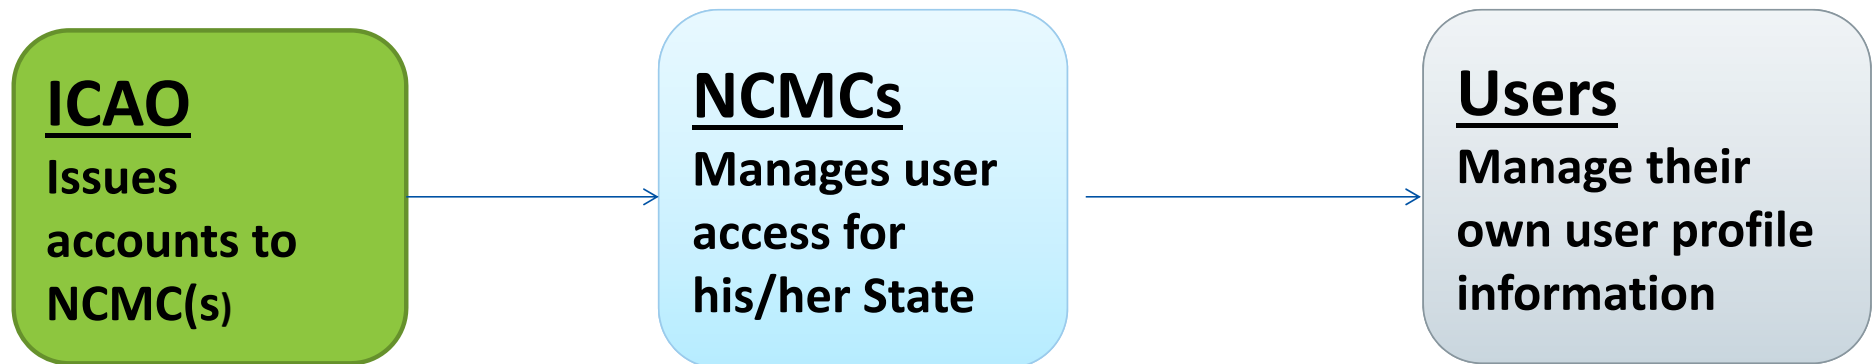 ICAO
Issues
accounts to
NCMC(s)
NCMCs
Manages user
access for
his/her State
Users
Manage their
own user profile
information